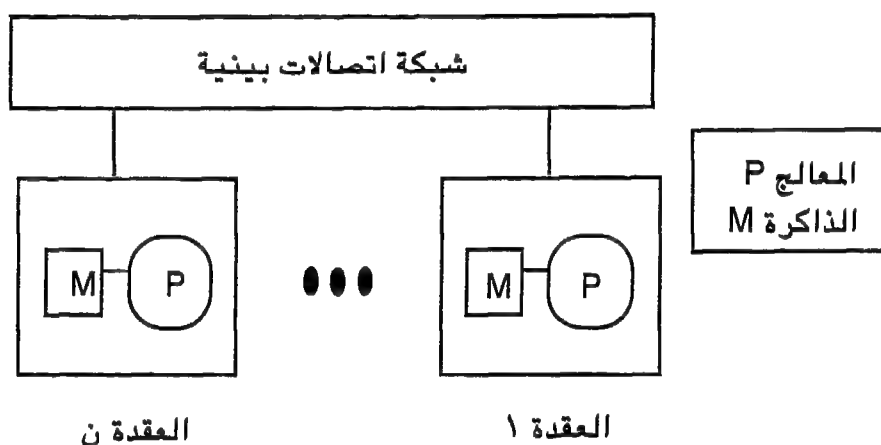 شبكة اتصالات بينية
المعالج P
الذاكرة M
P
M
P
M
العقدة ١
العقدة ن